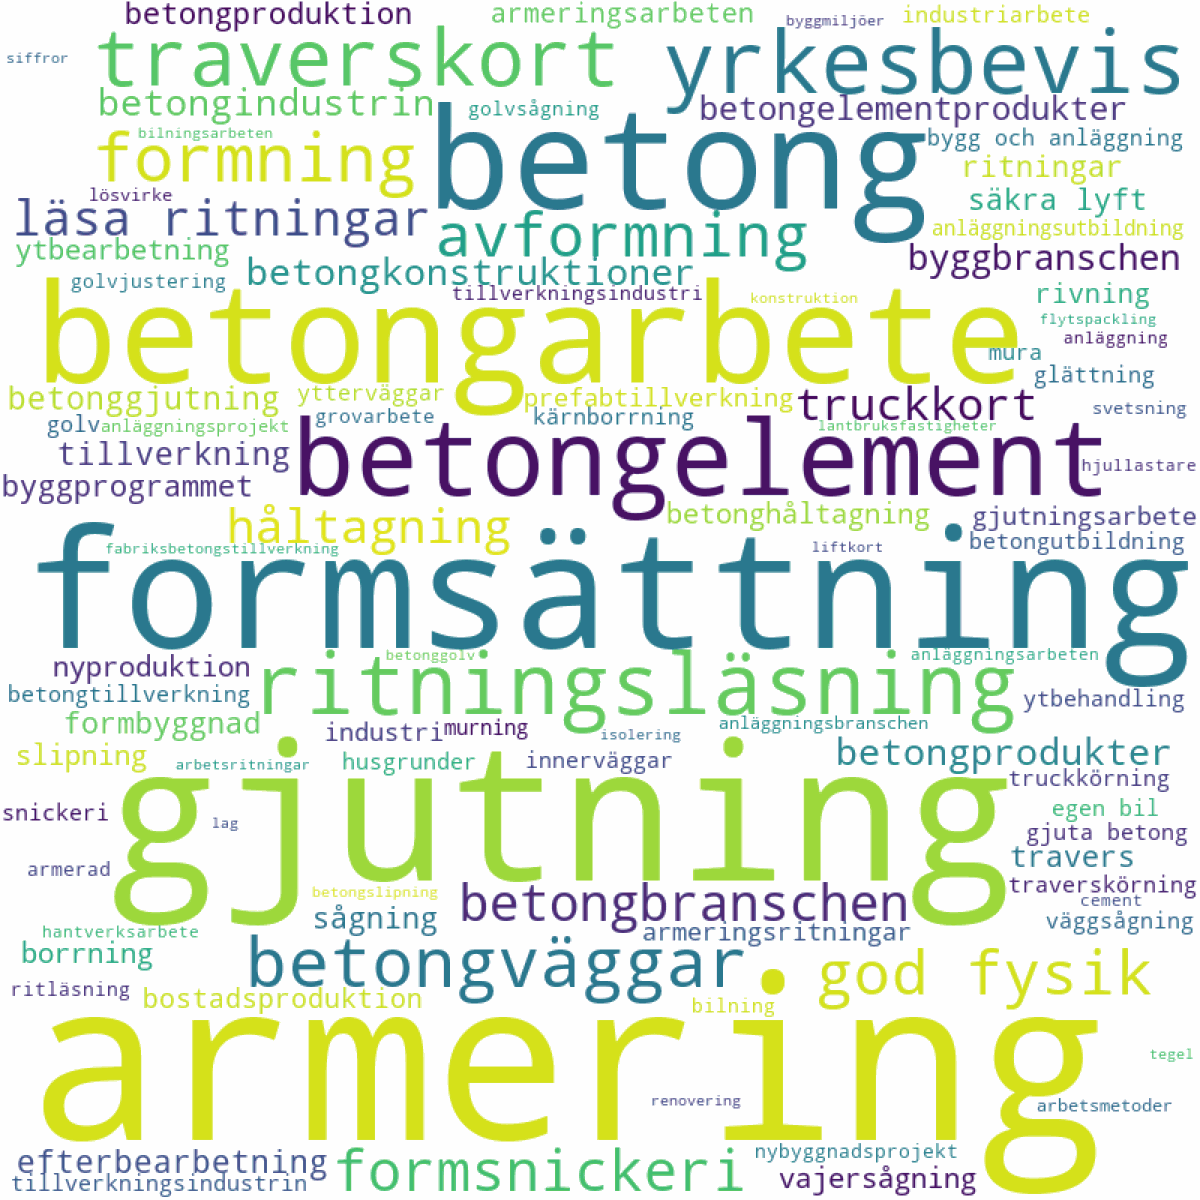 betongproduktion
armeringsarbeten
byggmiljöer
industriarbete
siffror
traverskort
yrkesbevis
betongindustrin
golvsågning
betongelementprodukter
bilningsarbeten
formning
betong
bygg och anläggning
ritningar
lösvirke
säkra lyft
läsa ritningar
avformning
anläggningsutbildning
ytbearbetning
byggbranschen
golvjustering
betongkonstruktioner
tillverkningsindustri
konstruktion
rivning
betongarbete
flytspackling
anläggning
mura
glättning
betonggjutning
ytterväggar
prefabtillverkning
truckkort
svetsning
golv
anläggningsprojekt
grovarbete
kärnborrning
lantbruksfastigheter
tillverkning
betongelement
hjullastare
byggprogrammet
håltagning
betonghåltagning
gjutningsarbete
fabriksbetongstillverkning
liftkort
betongutbildning
formsättning
nyproduktion
betonggolv
anläggningsarbeten
betongtillverkning
ritningsläsning
ytbehandling
formbyggnad
industri
murning
isolering
anläggningsbranschen
slipning
arbetsritningar
husgrunder
innerväggar
betongprodukter
truckkörning
gjutning
snickeri
lag
egen bil
gjuta betong
travers
armerad
betongslipning
betongbranschen
traverskörning
cement
hantverksarbete
sågning
armeringsritningar
väggsågning
borrning
betongväggar
god fysik
ritläsning
bostadsproduktion
bilning
armering
tegel
renovering
arbetsmetoder
efterbearbetning
formsnickeri
nybyggnadsprojekt
tillverkningsindustrin
vajersågning